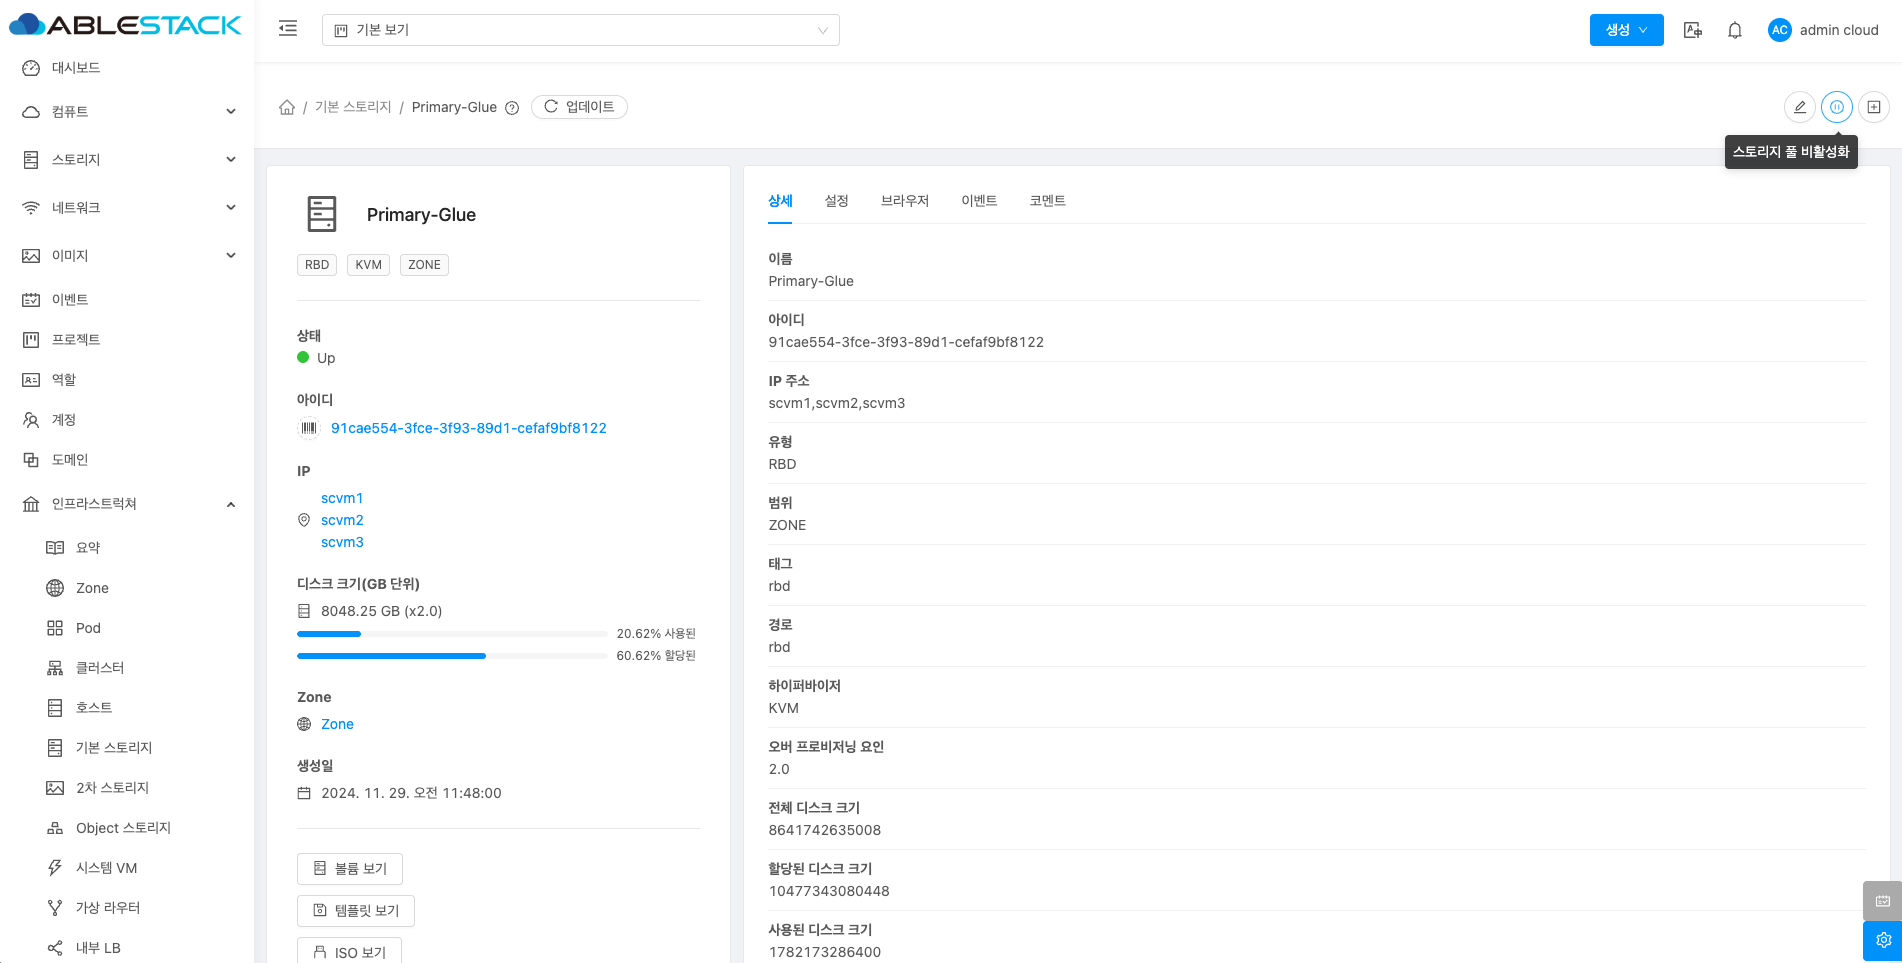 ABLESTACK
기본 보기
생성
AC
admin cloud
대시보드
컴퓨트
스토리지
네트워크
이미지
이벤트
프로젝트
역할
계정
도메인
인프라스트럭쳐
요약
Zone
Pod
클러스터
호스트
기본 스토리지
2차 스토리지
Object 스토리지
시스템 VM
가상 라우터
내부 LB
/ 기본 스토리지 / Primary-Glue
업데이트
스토리지 풀 비활성화
Primary-Glue
RBD KVM ZONE
상태
Up
아이디
91cae554-3fce-3f93-89d1-cefaf9bf8122
IP
scvm1
scvm2
scvm3
디스크 크기(GB 단위)
8048.25 GB (x2.0)
20.62% 사용된
60.62% 할당된
Zone
Zone
생성일
2024. 11. 29. 오전 11:48:00
볼륨 보기
템플릿 보기
ISO 보기
상세 설정 브라우저 이벤트 코멘트
이름
Primary-Glue
아이디
91cae554-3fce-3f93-89d1-cefaf9bf8122
IP 주소
scvm1,scvm2,scvm3
유형
RBD
범위
ZONE
태그
rbd
경로
rbd
하이퍼바이저
KVM
오버 프로비저닝 요인
2.0
전체 디스크 크기
8641742635008
할당된 디스크 크기
10477343080448
사용된 디스크 크기
1782173286400